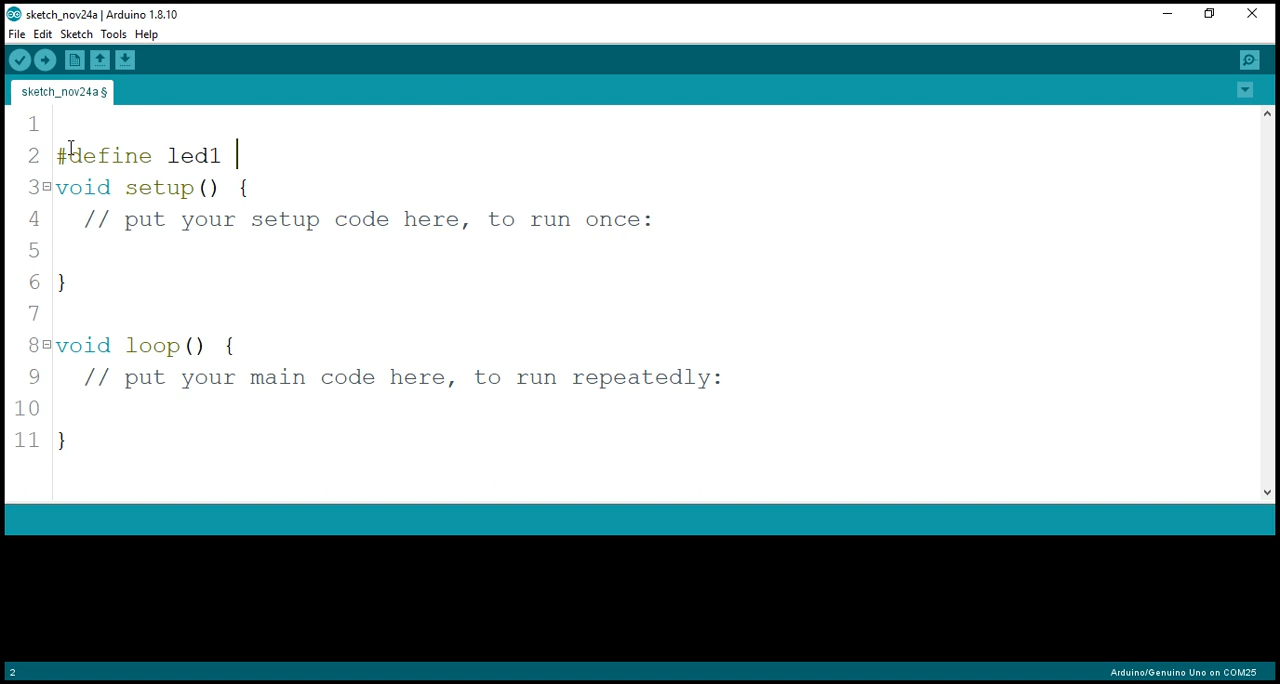 sketch_nov24a | Arduino 1.8.10
File Edit Sketch Tools Help
sketch_nov24a §
1
2 #define led1
3 void setup() {
4 // put your setup code here, to run once:
5
6 }
7
8 void loop() {
9 // put your main code here, to run repeatedly:
10
11 }
2 Arduino/Genuino Uno on COM25